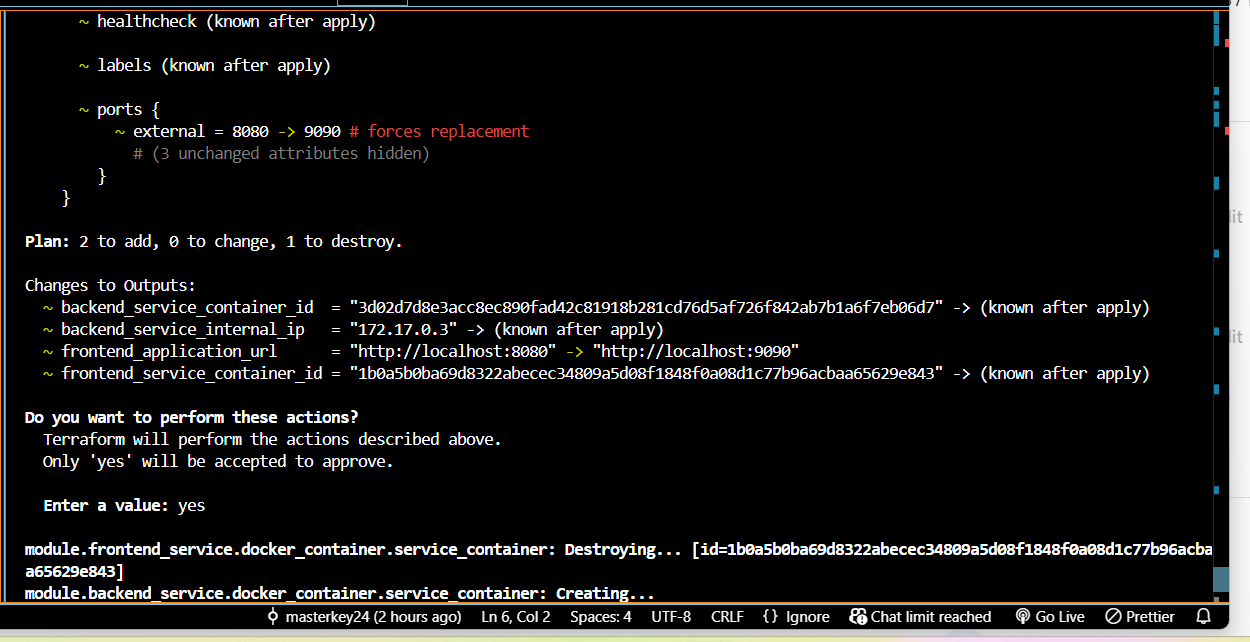 ~ healthcheck (known after apply)
~ labels (known after apply)
~ ports {
~ external = 8080 -> 9090 # forces replacement
# (3 unchanged attributes hidden)
}
}
Plan: 2 to add, 0 to change, 1 to destroy.
Changes to Outputs:
~ backend_service_container_id = "3d02d7d8e3acc8ec890fad42c81918b281cd76d5af726f842ab7b1a6f7eb06d7" -> (known after apply)
~ backend_service_internal_ip = "172.17.0.3" -> (known after apply)
~ frontend_application_url = "http://localhost:8080" -> "http://localhost:9090"
~ frontend_service_container_id = "1b0a5b0ba69d8322abecec34809a5d08f1848f0a08d1c77b96acbaa65629e843" -> (known after apply)
Do you want to perform these actions?
Terraform will perform the actions described above.
Only 'yes' will be accepted to approve.
Enter a value: yes
module.frontend_service.docker_container.service_container: Destroying... [id=1b0a5b0ba69d8322abecec34809a5d08f1848f0a08d1c77b96acba
a65629e843]
module.backend_service.docker_container.service_container: Creating...
masterkey24 (2 hours ago) Ln 6, Col 2 Spaces: 4 UTF-8 CRLF {} Ignore Chat limit reached Go Live Prettier